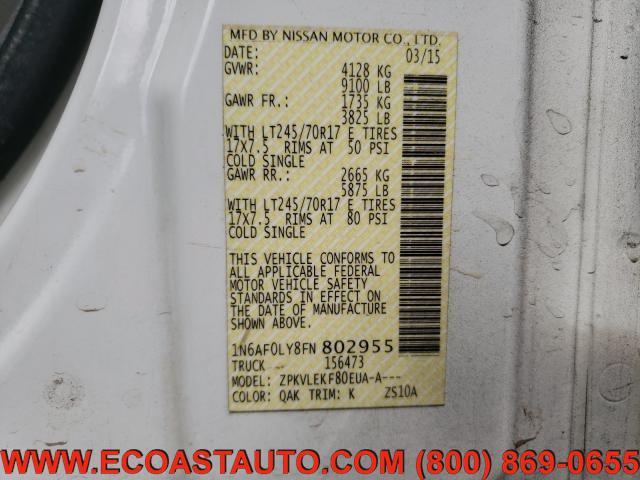 MFD BY NISSAN MOTOR CO., LTD.
DATE: 03/15
GVWR: 4128 KG
9100 LB
GAWR FR.: 1735 KG
3825 LB
WITH LT245/70R17 E TIRES
17X7.5 RIMS AT 50 PSI
COLD SINGLE
GAWR RR.: 2665 KG
5875 LB
WITH LT245/70R17 E TIRES
17X7.5 RIMS AT 80 PSI
COLD SINGLE
THIS VEHICLE CONFORMS TO
ALL APPLICABLE FEDERAL
MOTOR VEHICLE SAFETY
STANDARDS IN EFFECT ON
THE DATE OF MANUFACTURE
SHOWN ABOVE.
1N6AF0LY8FN 802955
TRUCK 156473
MODEL: ZPKVLEKF80EUA-A---
COLOR: QAK TRIM: K ZS10A
WWW.ECOASTAUTO.COM (800) 869-0655